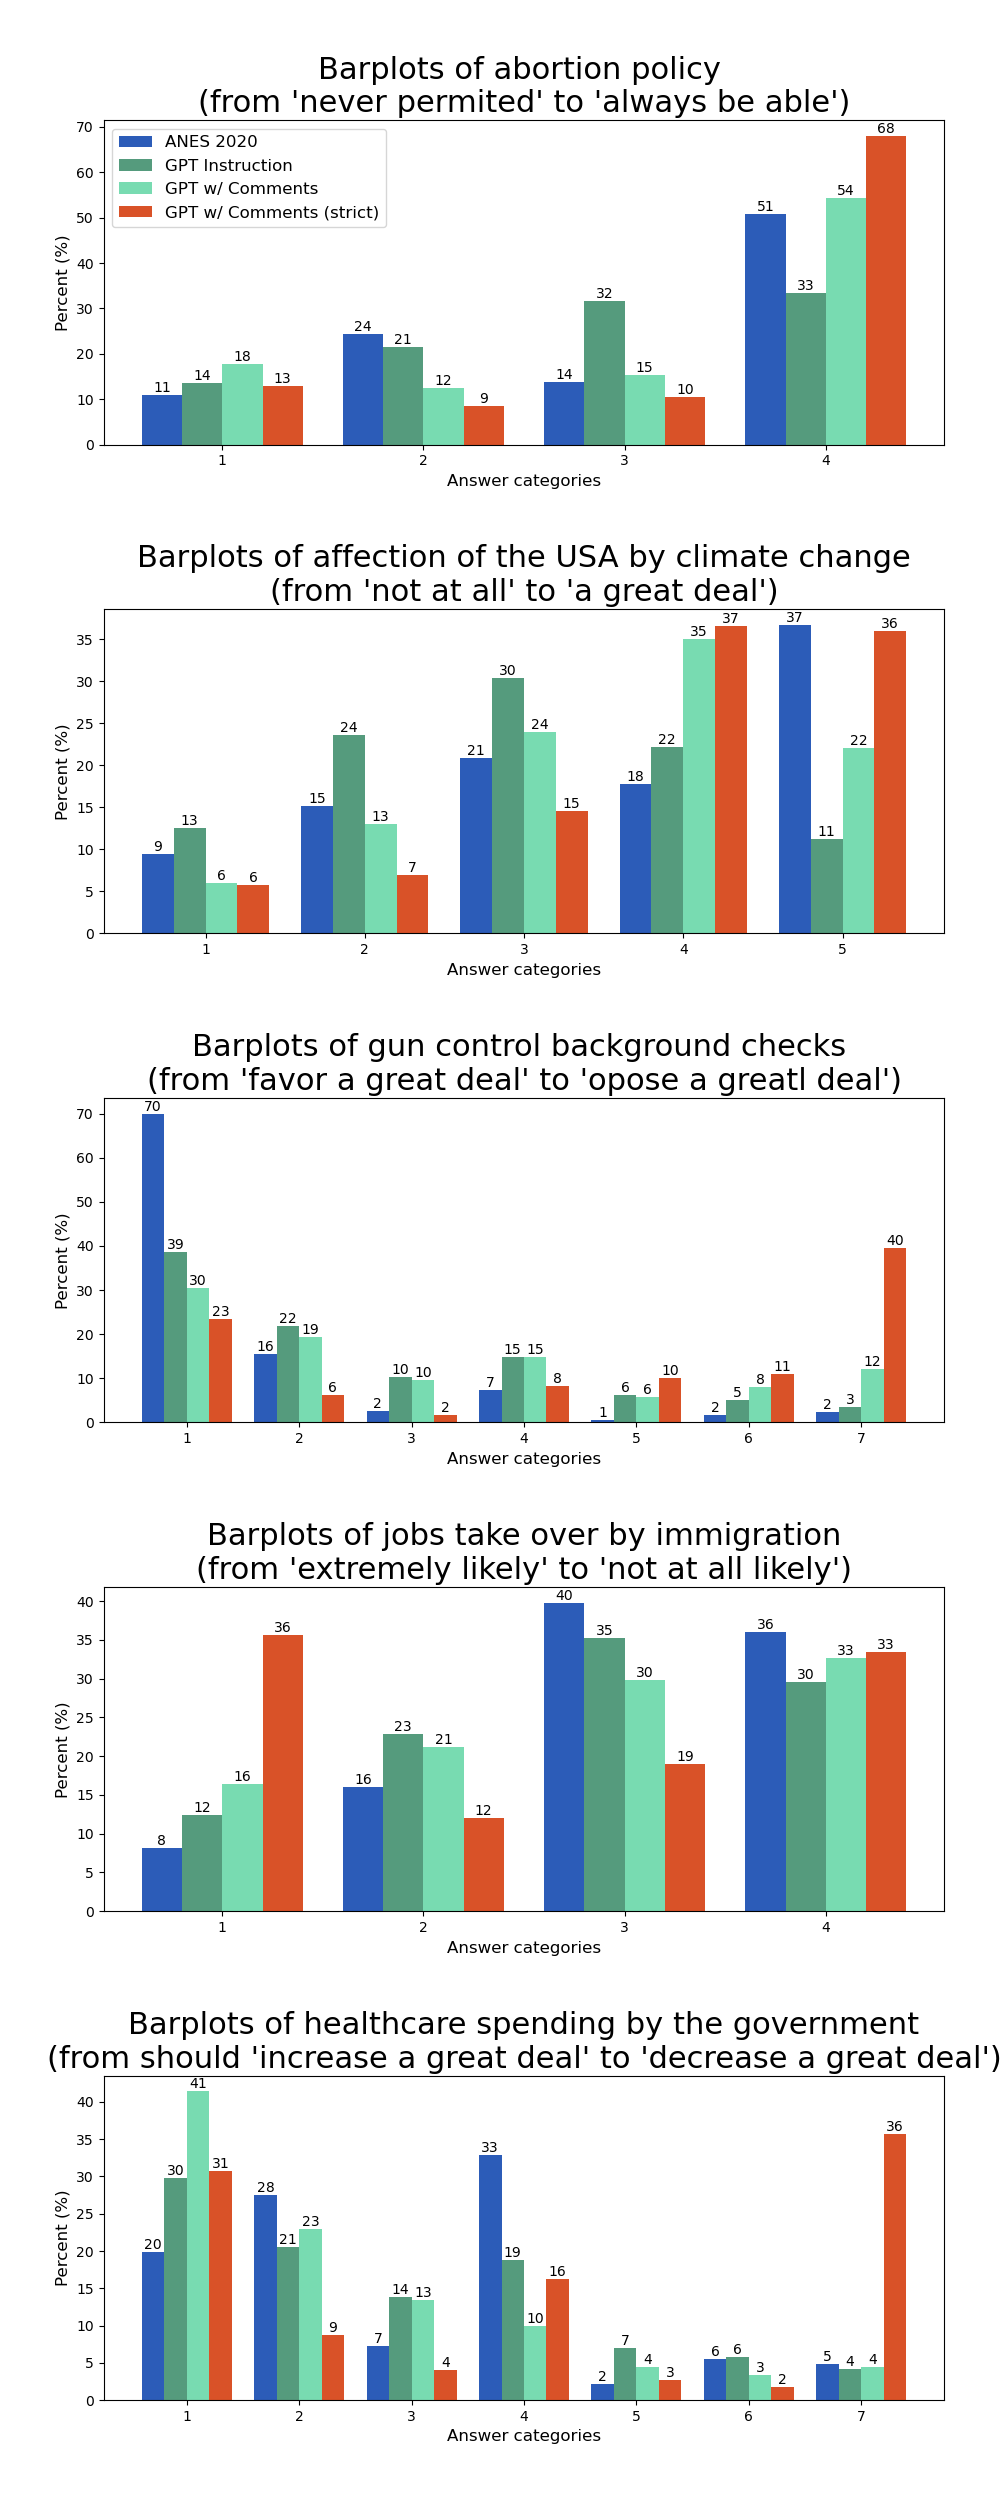 Barplots of abortion policy
(from 'never permited' to 'always be able')
ANES 2020
GPT Instruction
GPT w/ Comments
GPT w/ Comments (strict)
Percent (%)
70
60
50
40
30
20
10
0
11 14 18 13
24 21 12 9
14 32 15 10
51 33 54 68
1 2 3 4
Answer categories
Barplots of affection of the USA by climate change
(from 'not at all' to 'a great deal')
Percent (%)
35
30
25
20
15
10
5
0
9 13 6 6
15 24 13 7
21 30 24 15
18 22 35 37
37 11 22 36
1 2 3 4 5
Answer categories
Barplots of gun control background checks
(from 'favor a great deal' to 'opose a greatl deal')
Percent (%)
70
60
50
40
30
20
10
0
70 39 30 23
16 22 19 6
2 10 10 2
7 15 15 8
1 6 6 10
2 5 8 11
2 3 12 40
1 2 3 4 5 6 7
Answer categories
Barplots of jobs take over by immigration
(from 'extremely likely' to 'not at all likely')
Percent (%)
40
35
30
25
20
15
10
5
0
8 12 16 36
16 23 21 12
40 35 30 19
36 30 33 33
1 2 3 4
Answer categories
Barplots of healthcare spending by the government
(from should 'increase a great deal' to 'decrease a great deal')
Percent (%)
40
35
30
25
20
15
10
5
0
20 30 41 31
28 21 23 9
7 14 13 4
33 19 10 16
2 7 4 3
6 6 3 2
5 4 4 36
1 2 3 4 5 6 7
Answer categories